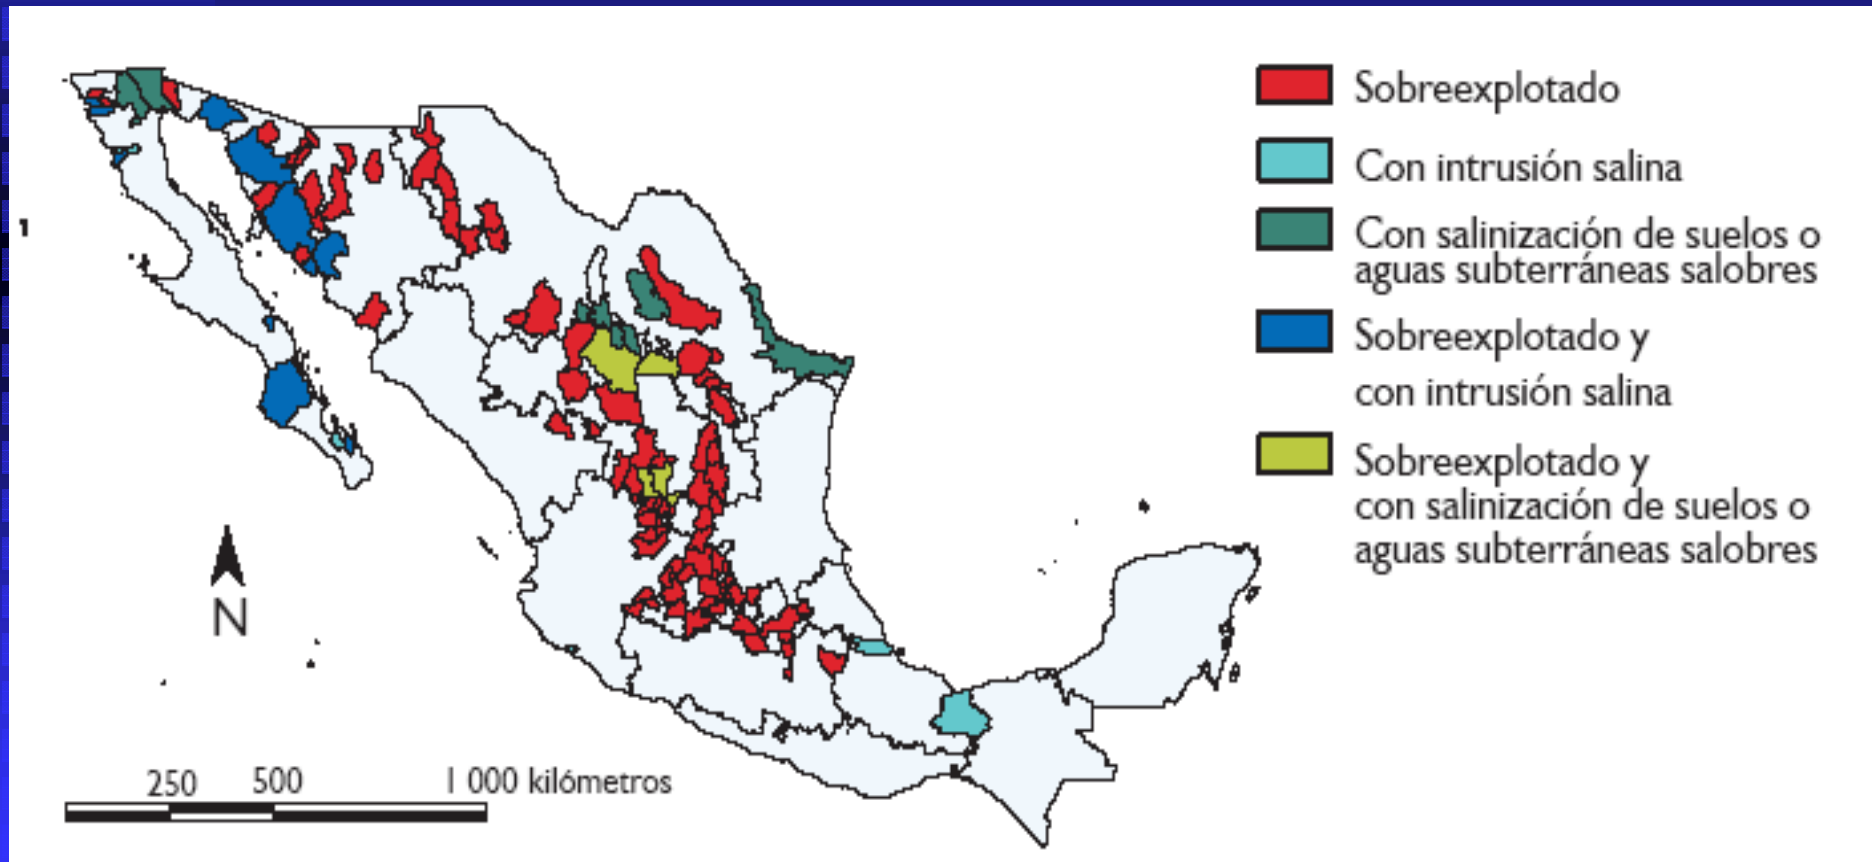 Sobreexplotado
Con intrusión salina
Con salinización de suelos o
aguas subterráneas salobres
Sobreexplotado y
con intrusión salina
Sobreexplotado y
con salinización de suelos o
aguas subterráneas salobres
1
N
250 500 1 000 kilómetros